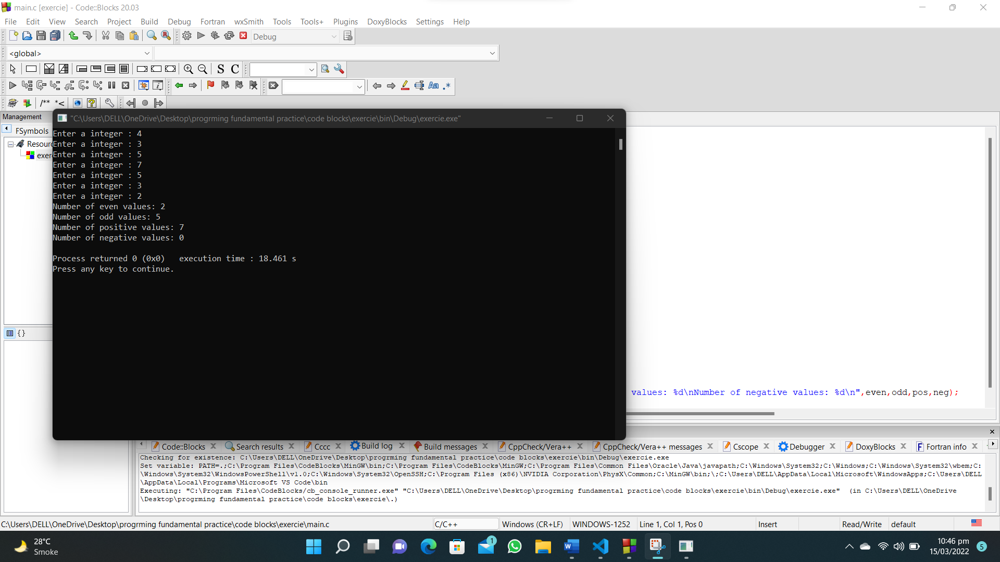 main.c [exercie] - Code::Blocks 20.03
File Edit View Search Project Build Debug Fortran wxSmith Tools Tools+ Plugins DoxyBlocks Settings Help
Debug
<global>
S C
Aa .*
/** *<
Management
"C:\Users\DELL\OneDrive\Desktop\progrming fundamental practice\code blocks\exercie\bin\Debug\exercie.exe"
FSymbols
Enter a integer : 4
Enter a integer : 3
Enter a integer : 5
Enter a integer : 7
Enter a integer : 5
Enter a integer : 3
Enter a integer : 2
Number of even values: 2
Number of odd values: 5
Number of positive values: 7
Number of negative values: 0
Process returned 0 (0x0)   execution time : 18.461 s
Press any key to continue.
{}
values: %d\nNumber of negative values: %d\n",even,odd,pos,neg);
Code::Blocks Search results Cccc Build log Build messages CppCheck/Vera++ CppCheck/Vera++ messages Cscope Debugger DoxyBlocks Fortran info
Checking for existence: C:\Users\DELL\OneDrive\Desktop\progrming fundamental practice\code blocks\exercie\bin\Debug\exercie.exe
Set variable: PATH=.;C:\Program Files\CodeBlocks\MinGW\bin;C:\Program Files\CodeBlocks\MinGW;C:\Program Files\Common Files\Oracle\Java\javapath;C:\Windows\System32;C:\Windows;C:\Windows\System32\wbem;C:
\Windows\System32\WindowsPowerShell\v1.0;C:\Windows\System32\OpenSSH;C:\Program Files (x86)\NVIDIA Corporation\PhysX\Common;C:\MinGW\bin;\;C:\Users\DELL\AppData\Local\Microsoft\WindowsApps;C:\Users\DELL
\AppData\Local\Programs\Microsoft VS Code\bin
Executing: "C:\Program Files\CodeBlocks/cb_console_runner.exe" "C:\Users\DELL\OneDrive\Desktop\progrming fundamental practice\code blocks\exercie\bin\Debug\exercie.exe"  (in C:\Users\DELL\OneDrive
\Desktop\progrming fundamental practice\code blocks\exercie\.)
C:\Users\DELL\OneDrive\Desktop\progrming fundamental practice\code blocks\exercie\main.c C/C++ Windows (CR+LF) WINDOWS-1252 Line 1, Col 1, Pos 0 Insert Read/Write default
28°C
Smoke
1
10:46 pm
15/03/2022
5